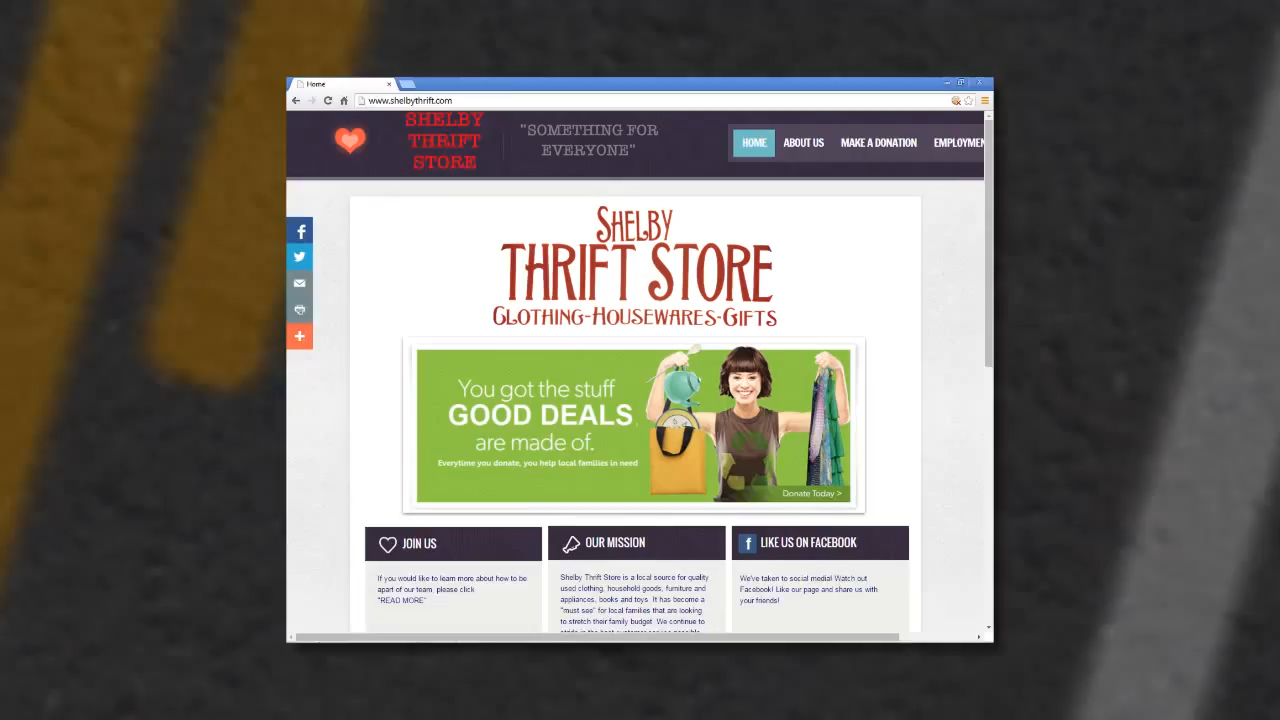 Home
www.shelbythrift.com
SHELBY
THRIFT
STORE
"SOMETHING FOR
EVERYONE"
HOME ABOUT US MAKE A DONATION EMPLOYMEN
SHELBY
THRIFT STORE
CLOTHING-HOUSEWARES-GIFTS
You got the stuff
GOOD DEALS
are made of.
Everytime you donate, you help local families in need
Donate Today >
JOIN US
If you would like to learn more about how to be
apart of our team, please click
"READ MORE"
OUR MISSION
Shelby Thrift Store is a local source for quality
used clothing, household goods, furniture and
appliances, books and toys. It has become a
"must see" for local families that are looking
to stretch their family budget. We continue to
LIKE US ON FACEBOOK
We've taken to social media! Watch out
Facebook! Like our page and share us with
your friends!